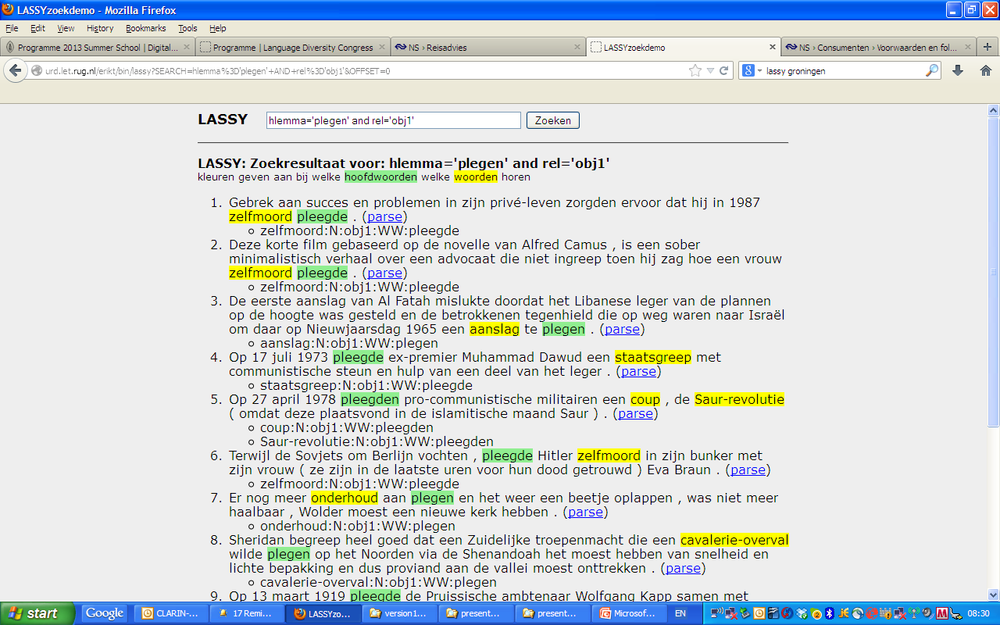 LASSYzoekdemo - Mozilla Firefox
File Edit View History Bookmarks Tools Help
Programme 2013 Summer School | Digital... Programme | Language Diversity Congress NS › Reisadvies LASSYzoekdemo NS › Consumenten › Voorwaarden en fol...
urd.let.rug.nl/erikt/bin/lassy?SEARCH=hlemma%3D'plegen'+AND+rel%3D'obj1'&OFFSET=0 lassy groningen
LASSY hlemma='plegen' and rel='obj1' Zoeken
LASSY: Zoekresultaat voor: hlemma='plegen' and rel='obj1'
kleuren geven aan bij welke hoofdwoorden welke woorden horen
1. Gebrek aan succes en problemen in zijn privé-leven zorgden ervoor dat hij in 1987
zelfmoord pleegde . (parse)
zelfmoord:N:obj1:WW:pleegde
2. Deze korte film gebaseerd op de novelle van Alfred Camus , is een sober
minimalistisch verhaal over een advocaat die niet ingreep toen hij zag hoe een vrouw
zelfmoord pleegde . (parse)
zelfmoord:N:obj1:WW:pleegde
3. De eerste aanslag van Al Fatah mislukte doordat het Libanese leger van de plannen
op de hoogte was gesteld en de betrokkenen tegenhield die op weg waren naar Israël
om daar op Nieuwjaarsdag 1965 een aanslag te plegen . (parse)
aanslag:N:obj1:WW:plegen
4. Op 17 juli 1973 pleegde ex-premier Muhammad Dawud een staatsgreep met
communistische steun en hulp van een deel van het leger . (parse)
staatsgreep:N:obj1:WW:pleegde
5. Op 27 april 1978 pleegden pro-communistische militairen een coup , de Saur-revolutie
( omdat deze plaatsvond in de islamitische maand Saur ) . (parse)
coup:N:obj1:WW:pleegden
Saur-revolutie:N:obj1:WW:pleegden
6. Terwijl de Sovjets om Berlijn vochten , pleegde Hitler zelfmoord in zijn bunker met
zijn vrouw ( ze zijn in de laatste uren voor hun dood getrouwd ) Eva Braun . (parse)
zelfmoord:N:obj1:WW:pleegde
7. Er nog meer onderhoud aan plegen en het weer een beetje oplappen , was niet meer
haalbaar , Wolder moest een nieuwe kerk hebben . (parse)
onderhoud:N:obj1:WW:plegen
8. Sheridan begreep heel goed dat een Zuidelijke troepenmacht die een cavalerie-overval
wilde plegen op het Noorden via de Shenandoah het moest hebben van snelheid en
lichte bepakking en dus proviand aan de vallei moest onttrekken . (parse)
cavalerie-overval:N:obj1:WW:plegen
9. Op 13 maart 1919 pleegde de Pruissische ambtenaar Wolfgang Kapp samen met
start Google CLARIN-... 17 Remi... LASSYzo... version1... present... present... Microsof... EN 08:30